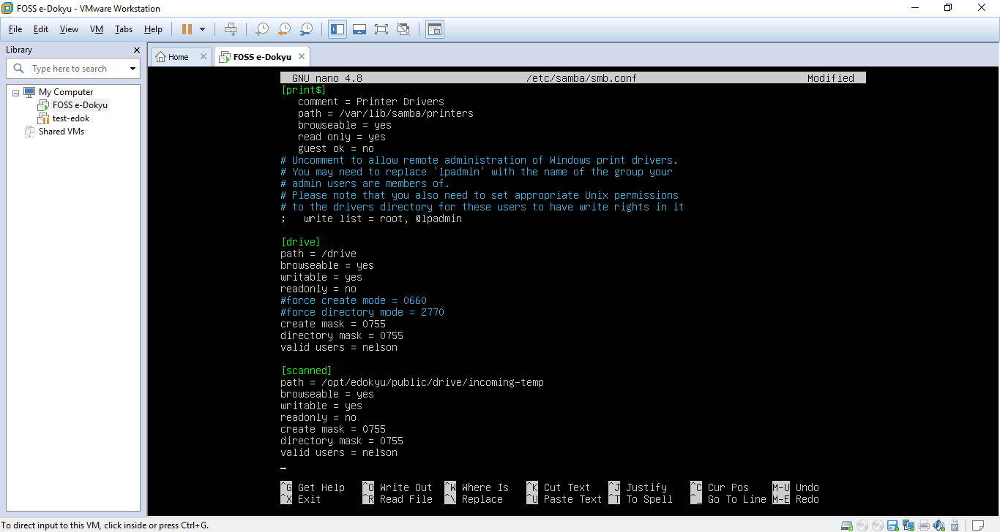 FOSS e-Dokyu - VMware Workstation
File Edit View VM Tabs Help
Library
Type here to search
My Computer
FOSS e-Dokyu
test-edok
Shared VMs
Home
FOSS e-Dokyu
GNU nano 4.8 /etc/samba/smb.conf Modified
[print$]
comment = Printer Drivers
path = /var/lib/samba/printers
browseable = yes
read only = yes
guest ok = no
# Uncomment to allow remote administration of Windows print drivers.
# You may need to replace 'lpadmin' with the name of the group your
# admin users are members of.
# Please note that you also need to set appropriate Unix permissions
# to the drivers directory for these users to have write rights in it
;   write list = root, @lpadmin
[drive]
path = /drive
browseable = yes
writable = yes
readonly = no
#force create mode = 0660
#force directory mode = 2770
create mask = 0755
directory mask = 0755
valid users = nelson
[scanned]
path = /opt/edokyu/public/drive/incoming-temp
browseable = yes
writable = yes
readonly = no
create mask = 0755
directory mask = 0755
valid users = nelson
^G Get Help ^O Write Out ^W Where Is ^K Cut Text ^J Justify ^C Cur Pos M-U Undo
^X Exit ^R Read File ^\ Replace ^U Paste Text ^T To Spell ^_ Go To Line M-E Redo
To direct input to this VM, click inside or press Ctrl+G.